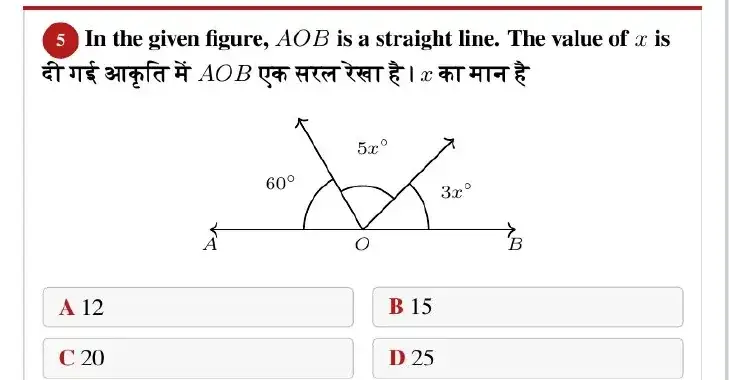 5 In the given figure, AOB is a straight line. The value of x is
दी गई आकृति में AOB एक सरल रेखा है। x का मान है
5x°
60°
3x°
A O B
A 12
B 15
C 20
D 25